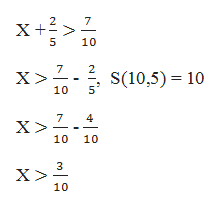 X + 2/5 > 7/10
X > 7/10 - 2/5, S(10,5) = 10
X > 7/10 - 4/10
X > 3/10